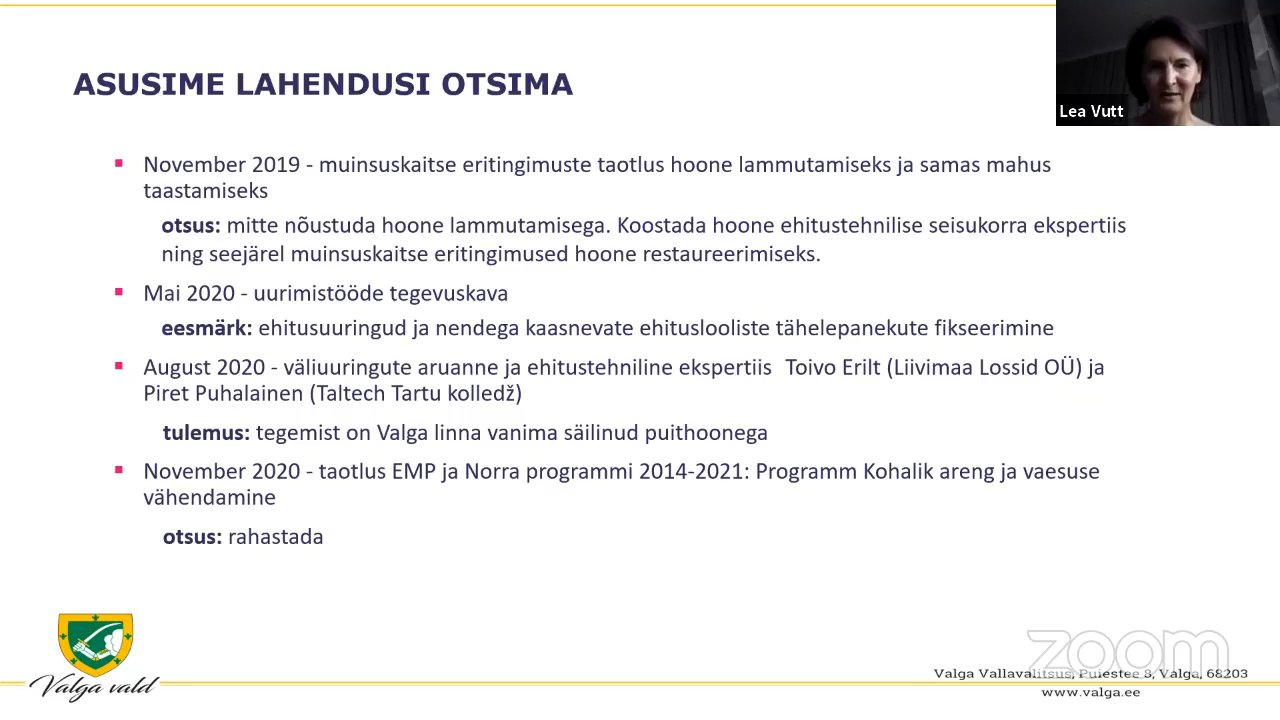 ASUSIME LAHENDUSI OTSIMA
Lea Vutt
November 2019 - muinsuskaitse eritingimuste taotlus hoone lammutamiseks ja samas mahus
taastamiseks
otsus: mitte nõustuda hoone lammutamisega. Koostada hoone ehitustehnilise seisukorra ekspertiis
ning seejärel muinsuskaitse eritingimused hoone restaureerimiseks.
Mai 2020 - uurimistööde tegevuskava
eesmärk: ehitusuuringud ja nendega kaasnevate ehituslooliste tähelepanekute fikseerimine
August 2020 - väliuuringute aruanne ja ehitustehniline ekspertiis Toivo Erilt (Liivimaa Lossid OÜ) ja
Piret Puhalainen (Taltech Tartu kolledž)
tulemus: tegemist on Valga linna vanima säilinud puithoonega
November 2020 - taotlus EMP ja Norra programmi 2014-2021: Programm Kohalik areng ja vaesuse
vähendamine
otsus: rahastada
Valga vald
zoom
Valga Vallavalitsus, Puiestee 8, Valga, 68203
www.valga.ee